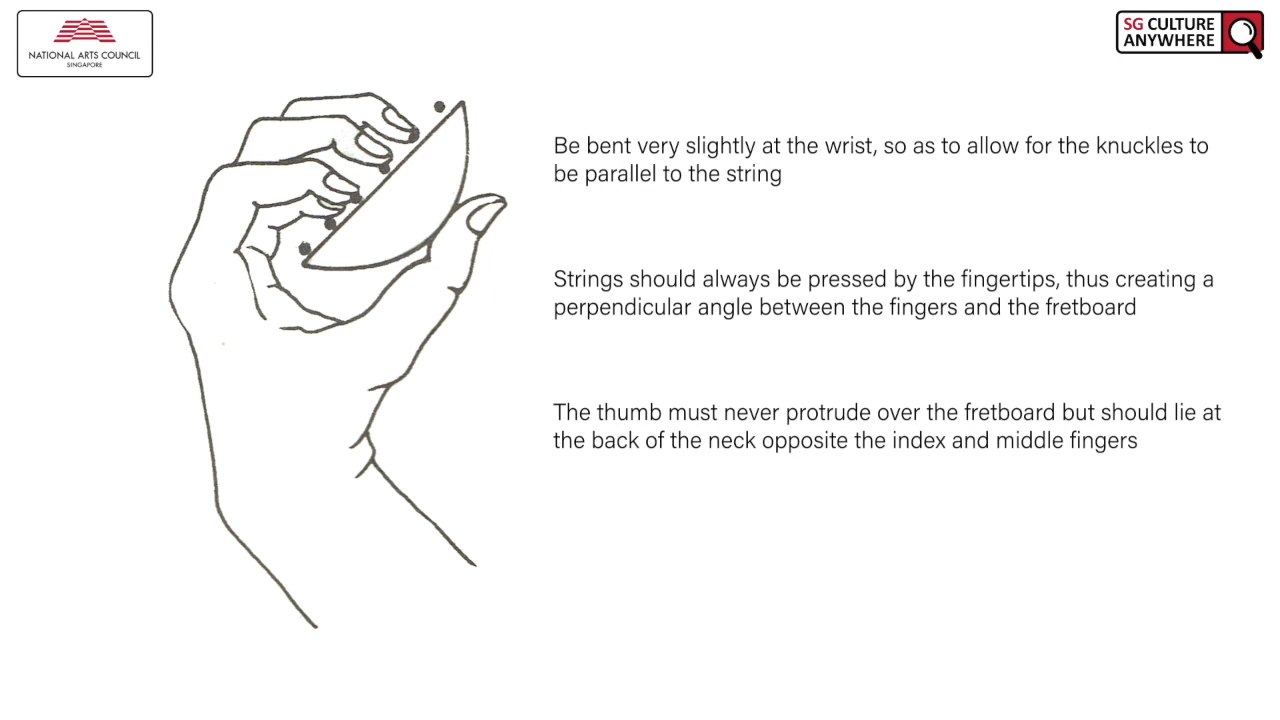 NATIONAL ARTS COUNCIL
SINGAPORE
SG CULTURE
ANYWHERE
Be bent very slightly at the wrist, so as to allow for the knuckles to
be parallel to the string
Strings should always be pressed by the fingertips, thus creating a
perpendicular angle between the fingers and the fretboard
The thumb must never protrude over the fretboard but should lie at
the back of the neck opposite the index and middle fingers